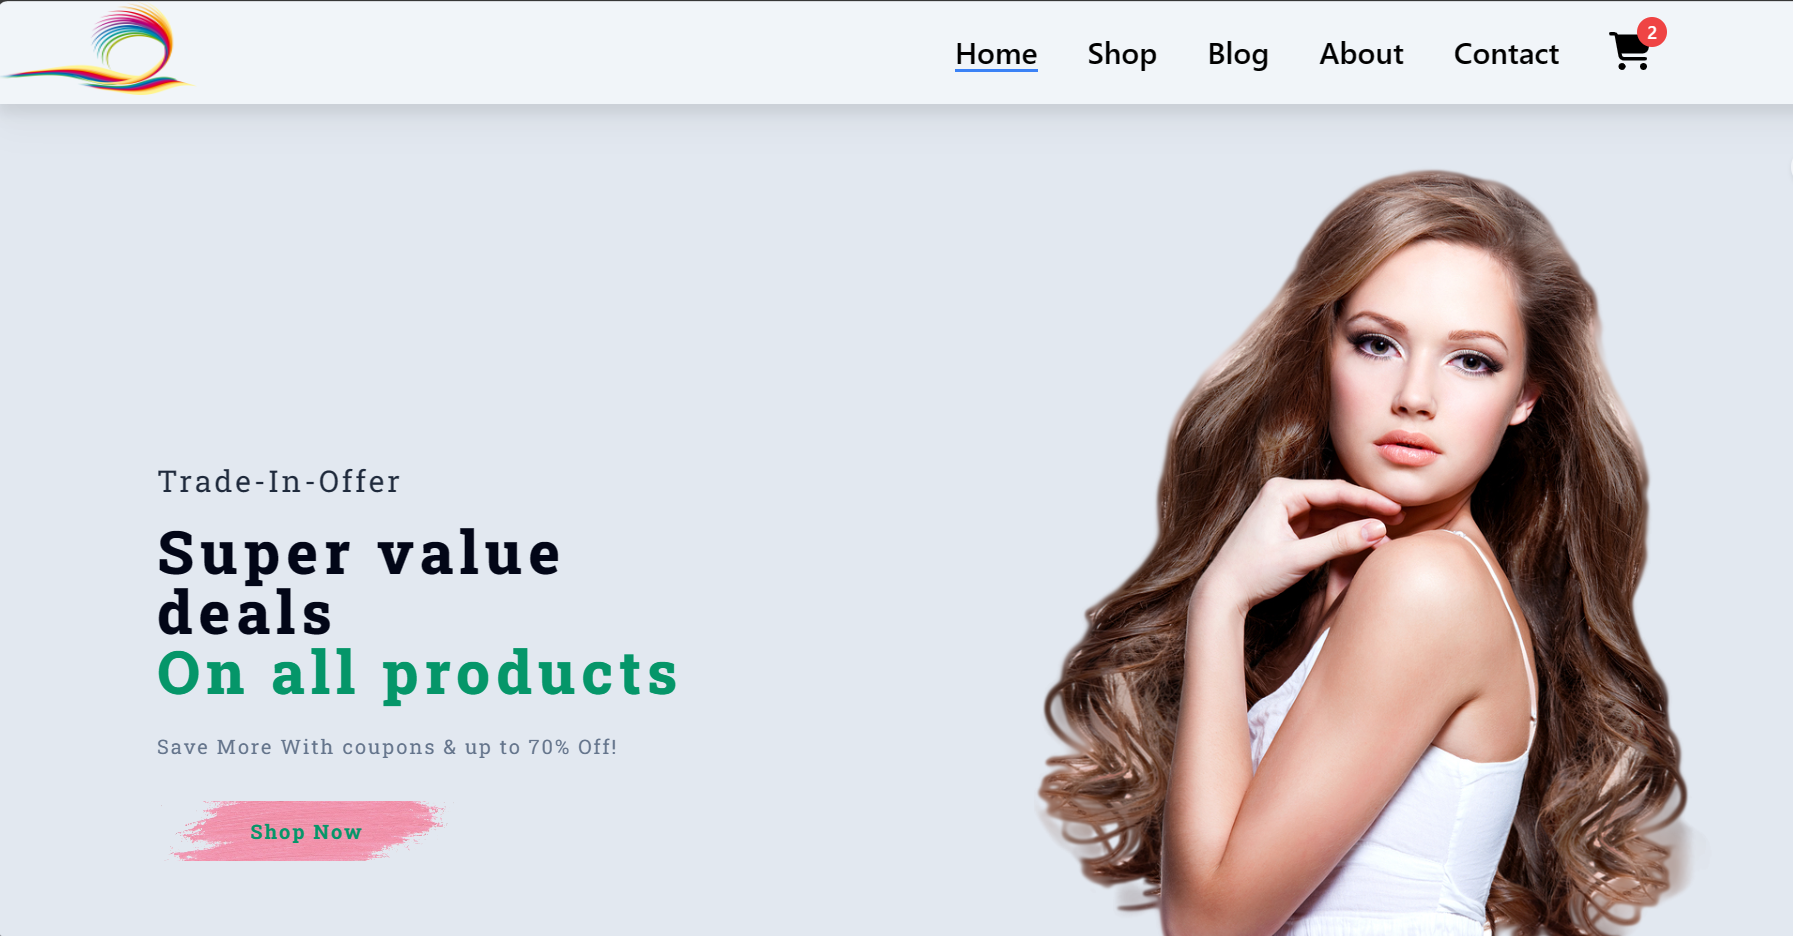 Home Shop Blog About Contact 2
Trade-In-Offer
Super value
deals
On all products
Save More With coupons & up to 70% Off!
Shop Now